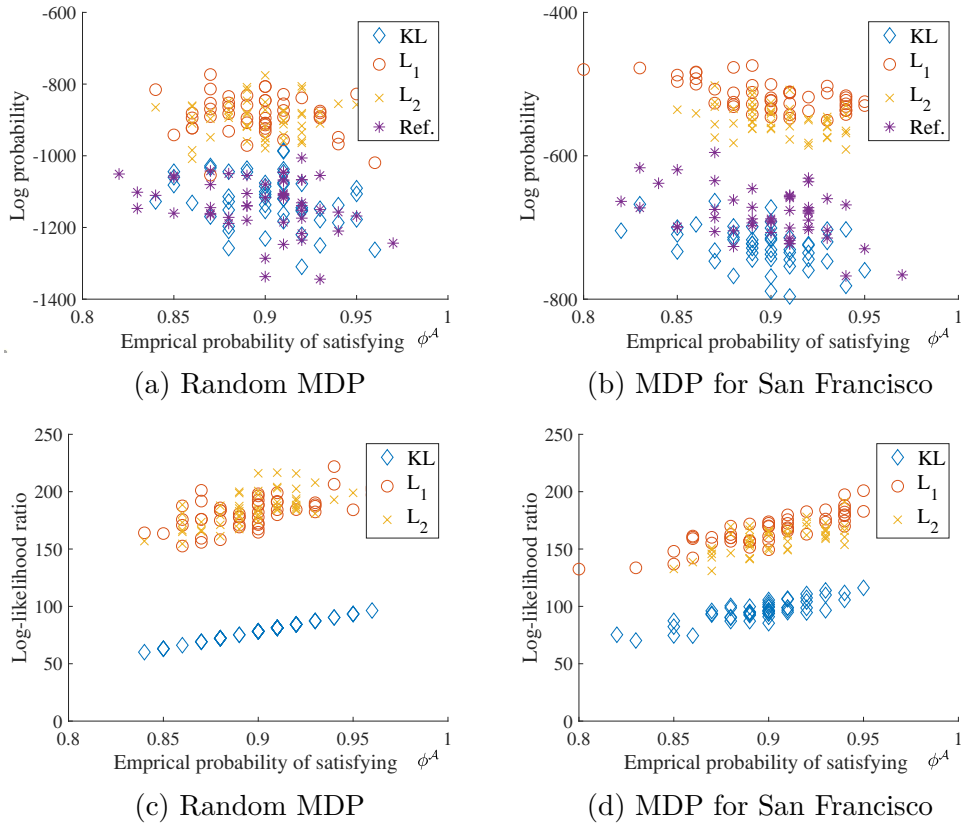 -600
-800
-1000
-1200
-1400
Log probability
0.8 0.85 0.9 0.95 1
Emprical probability of satisfying ϕ^𝒜
KL
L₁
L₂
Ref.
(a) Random MDP
-400
-600
-800
Log probability
0.8 0.85 0.9 0.95 1
Emprical probability of satisfying ϕ^𝒜
KL
L₁
L₂
Ref.
(b) MDP for San Francisco
250
200
150
100
50
0
Log-likelihood ratio
0.8 0.85 0.9 0.95 1
Emprical probability of satisfying ϕ^𝒜
KL
L₁
L₂
(c) Random MDP
250
200
150
100
50
0
Log-likelihood ratio
0.8 0.85 0.9 0.95 1
Emprical probability of satisfying ϕ^𝒜
KL
L₁
L₂
(d) MDP for San Francisco